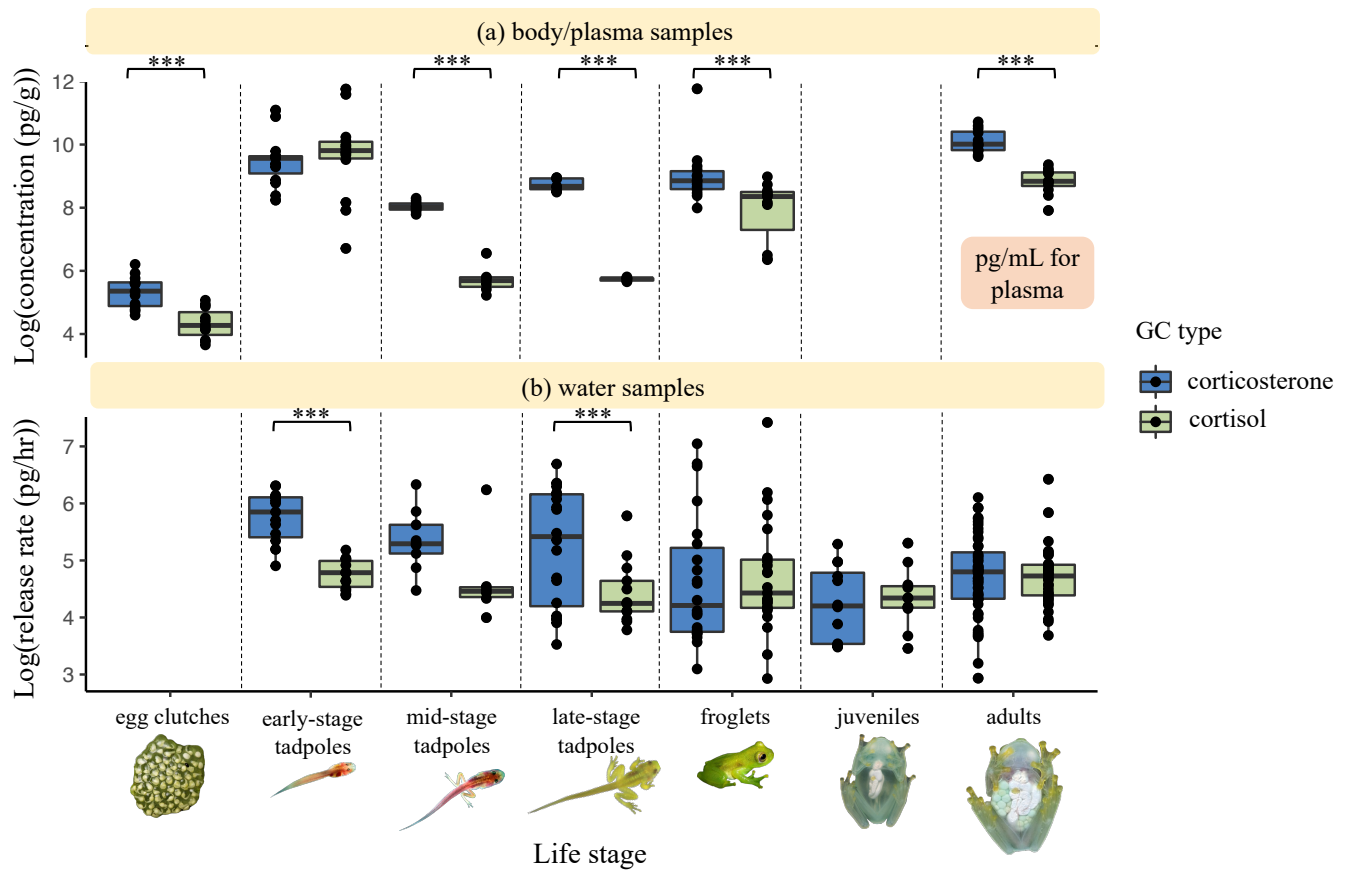 (a) body/plasma samples
*** *** *** *** ***
Log(concentration (pg/g))
12
10
8
6
4
pg/mL for
plasma
GC type
corticosterone
cortisol
(b) water samples
*** ***
Log(release rate (pg/hr))
7
6
5
4
3
egg clutches
early-stage
tadpoles
mid-stage
tadpoles
late-stage
tadpoles
froglets
juveniles
adults
Life stage